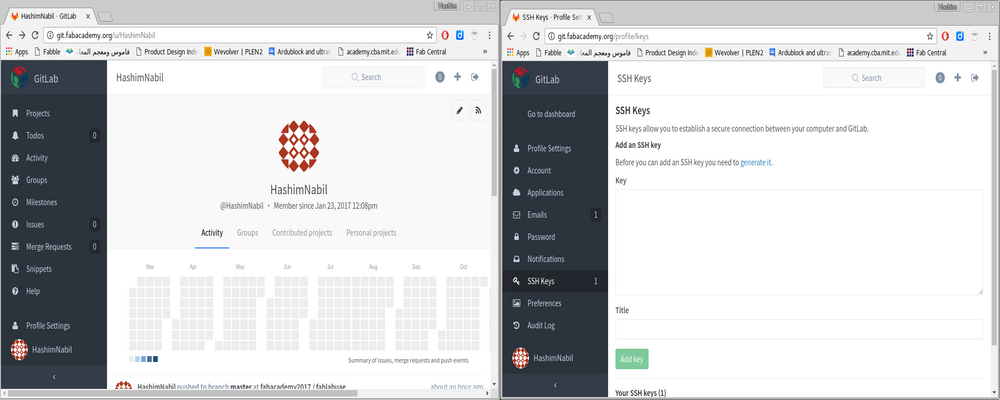 Hashim
HashimNabil · GitLab
git.fabacademy.org/u/HashimNabil
Apps Fabble قاموس ومعجم المعا Product Design Inde Wevolver | PLEN2 Ardublock and ultras academy.cba.mit.edu Fab Central »
GitLab
HashimNabil
Search
0
Projects
Todos 0
Activity
Groups
Milestones
Issues 0
Merge Requests 0
Snippets
Help
Profile Settings
HashimNabil
‹
HashimNabil
@HashimNabil • Member since Jan 23, 2017 12:08pm
Activity Groups Contributed projects Personal projects
Mar Apr May Jun Jul Aug Sep Oct
Summary of issues, merge requests and push events
HashimNabil pushed to branch master at fabacademy2017 / fablabuae about an hour ago
Hashim
SSH Keys · Profile Sett
git.fabacademy.org/profile/keys
Apps Fabble قاموس ومعجم المعا Product Design Inde Wevolver | PLEN2 Ardublock and ultras academy.cba.mit.edu Fab Central »
GitLab
SSH Keys
Search
0
Go to dashboard
Profile Settings
Account
Applications
Emails 1
Password
Notifications
SSH Keys 1
Preferences
Audit Log
HashimNabil
‹
SSH Keys
SSH keys allow you to establish a secure connection between your computer and GitLab.
Add an SSH key
Before you can add an SSH key you need to generate it.
Key
Title
Add key
Your SSH keys (1)